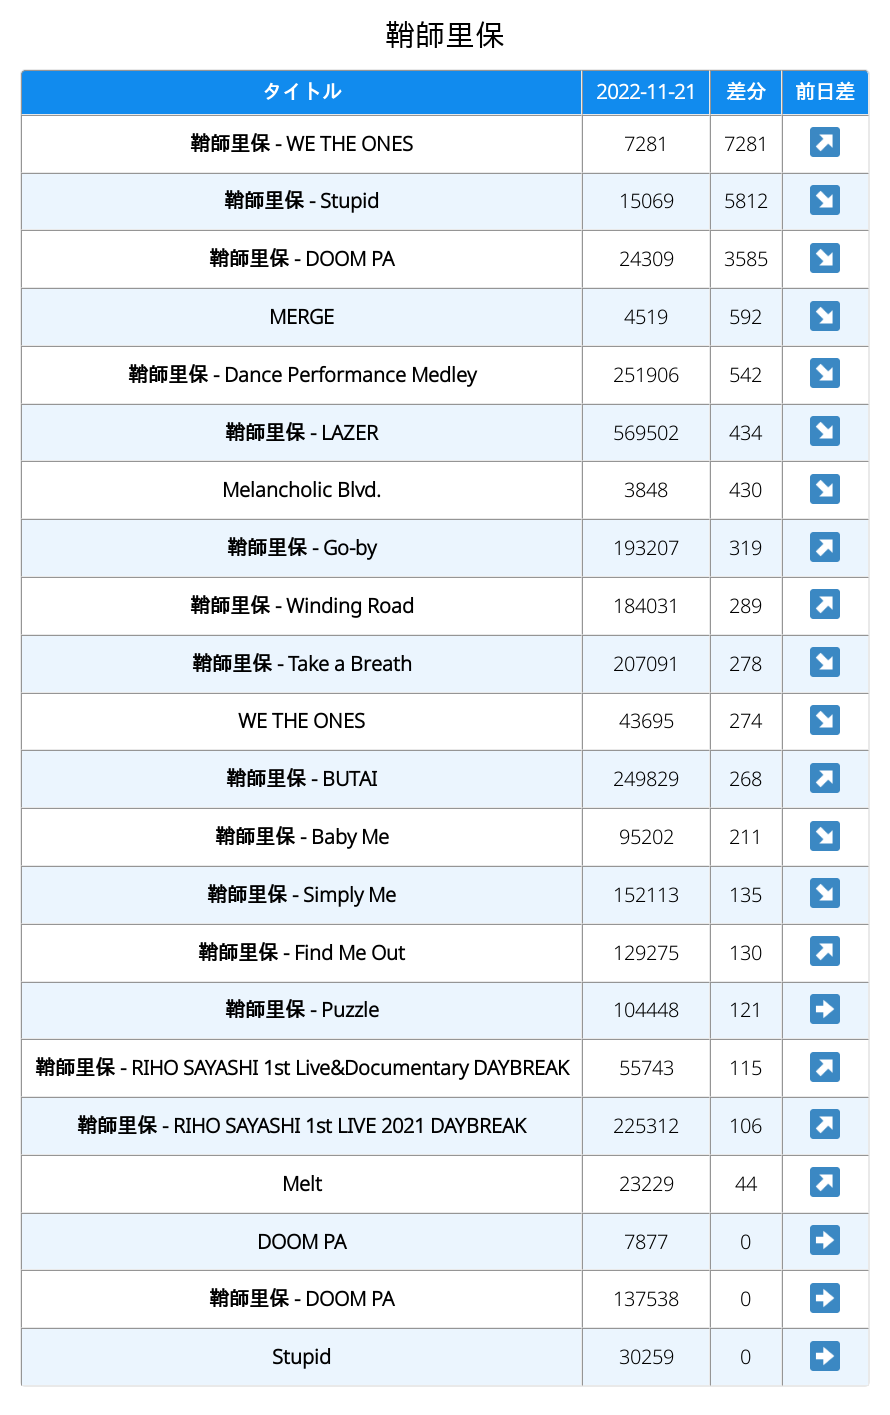 鞘師里保
タイトル 2022-11-21 差分 前日差
鞘師里保 - WE THE ONES 7281 7281 ↗
鞘師里保 - Stupid 15069 5812 ↘
鞘師里保 - DOOM PA 24309 3585 ↘
MERGE 4519 592 ↘
鞘師里保 - Dance Performance Medley 251906 542 ↘
鞘師里保 - LAZER 569502 434 ↘
Melancholic Blvd. 3848 430 ↘
鞘師里保 - Go-by 193207 319 ↗
鞘師里保 - Winding Road 184031 289 ↗
鞘師里保 - Take a Breath 207091 278 ↘
WE THE ONES 43695 274 ↘
鞘師里保 - BUTAI 249829 268 ↗
鞘師里保 - Baby Me 95202 211 ↘
鞘師里保 - Simply Me 152113 135 ↘
鞘師里保 - Find Me Out 129275 130 ↗
鞘師里保 - Puzzle 104448 121 ➡
鞘師里保 - RIHO SAYASHI 1st Live&Documentary DAYBREAK 55743 115 ↗
鞘師里保 - RIHO SAYASHI 1st LIVE 2021 DAYBREAK 225312 106 ↗
Melt 23229 44 ↗
DOOM PA 7877 0 ➡
鞘師里保 - DOOM PA 137538 0 ➡
Stupid 30259 0 ➡